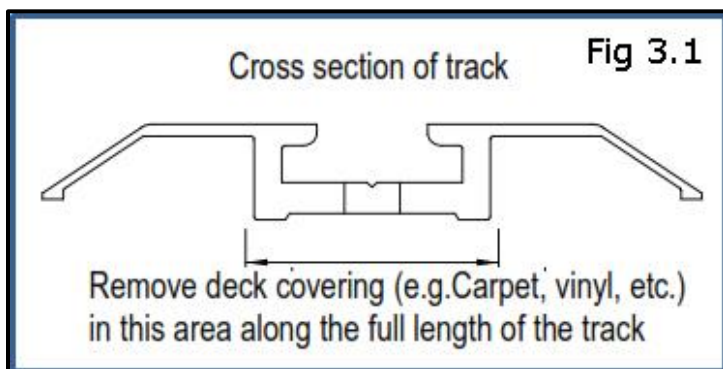 Fig 3.1
Cross section of track
Remove deck covering (e.g.Carpet, vinyl, etc.)
in this area along the full length of the track